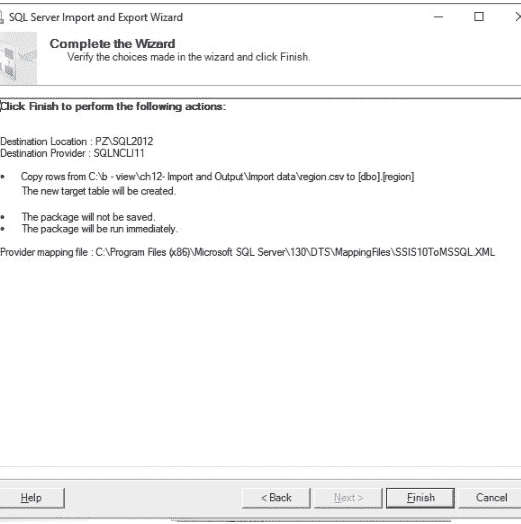 SQL Server Import and Export Wizard
Complete the Wizard
Verify the choices made in the wizard and click Finish.
Click Finish to perform the following actions:
Destination Location : PZ\SQL2012
Destination Provider : SQLNCLI11
• Copy rows from C:\b - view\ch12- Import and Output\Import data\region.csv to [dbo].[region]
The new target table will be created.
• The package will not be saved.
• The package will be run immediately.
Provider mapping file : C:\Program Files (x86)\Microsoft SQL Server\130\DTS\MappingFiles\SSIS10ToMSSQL.XML
Help
< Back
Next >
Finish
Cancel